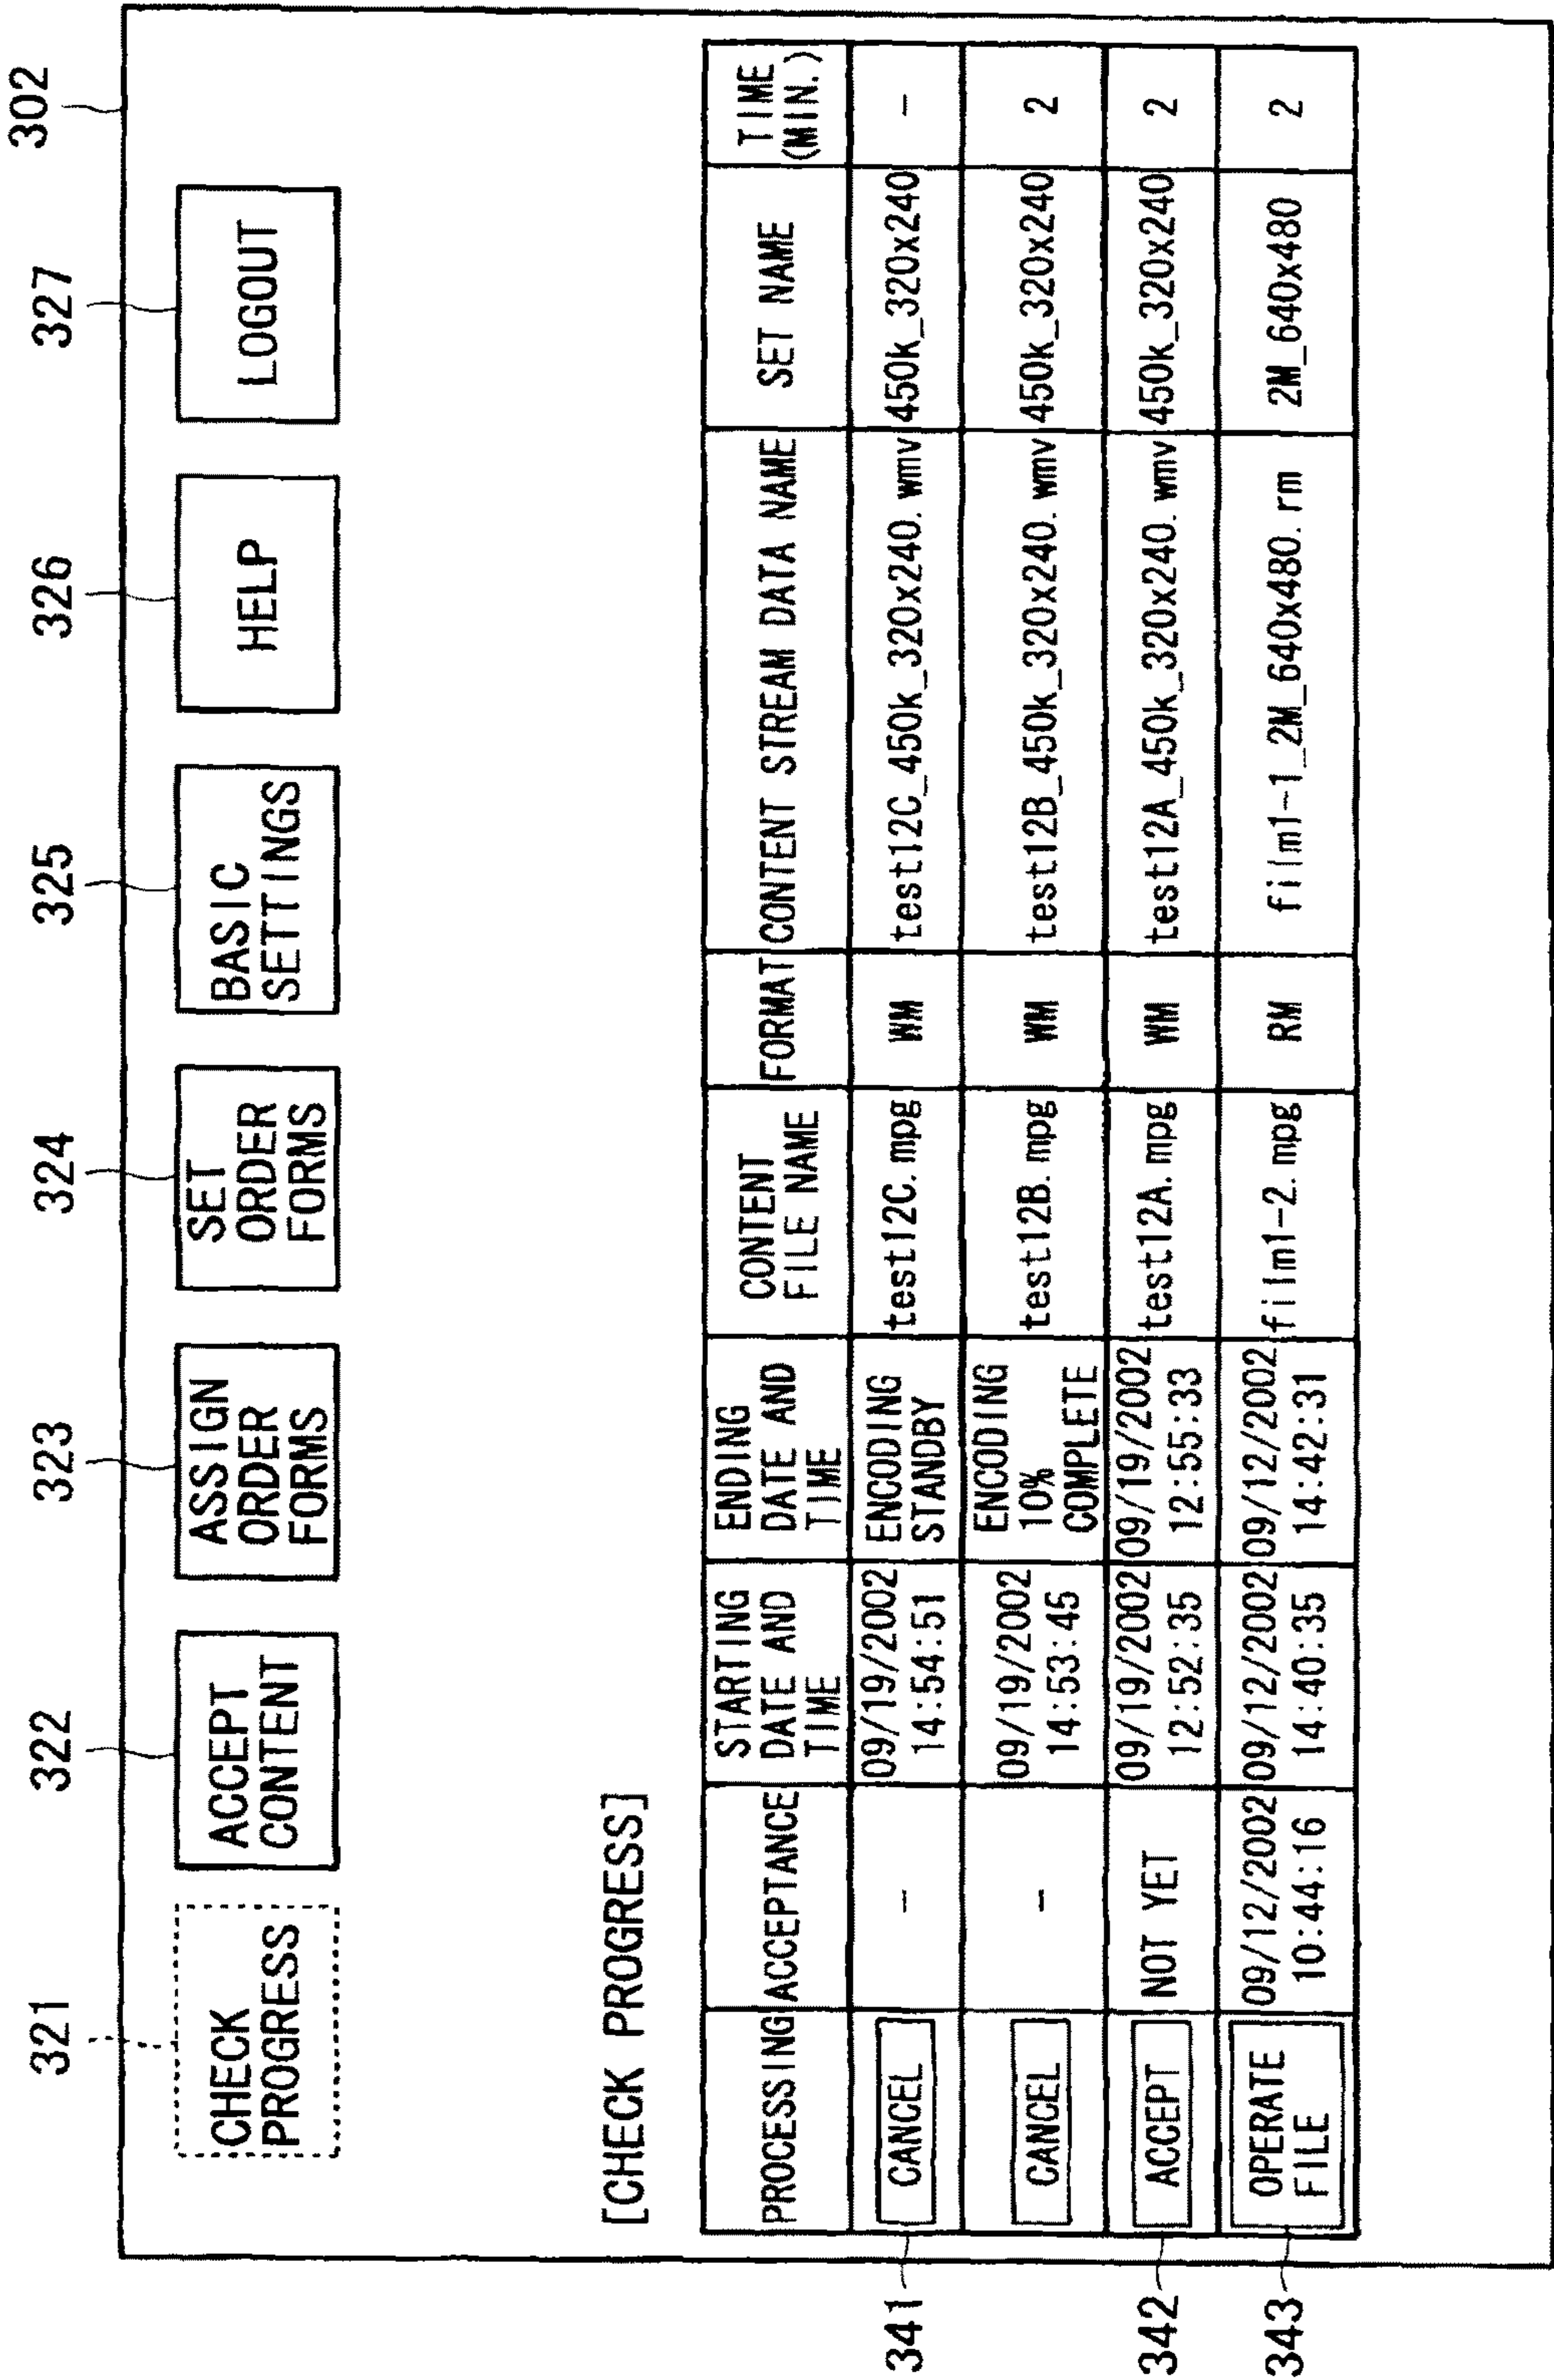 302
321
322
323
324
325
326
327
CHECK
PROGRESS
ACCEPT
CONTENT
ASSIGN
ORDER
FORMS
SET
ORDER
FORMS
BASIC
SETTINGS
HELP
LOGOUT
[CHECK PROGRESS]
PROCESSING
ACCEPTANCE
STARTING
DATE AND
TIME
ENDING
DATE AND
TIME
CONTENT
FILE NAME
FORMAT
CONTENT STREAM DATA NAME
SET NAME
TIME
(MIN.)
341
CANCEL
-
09/19/2002
14:54:51
ENCODING
STANDBY
test12C.mpg
WM
test12C_450k_320x240.wmv
450k_320x240
-
CANCEL
-
09/19/2002
14:53:45
ENCODING
10%
COMPLETE
test12B.mpg
WM
test12B_450k_320x240.wmv
450k_320x240
2
342
ACCEPT
NOT YET
09/19/2002
12:52:35
09/19/2002
12:55:33
test12A.mpg
WM
test12A_450k_320x240.wmv
450k_320x240
2
343
OPERATE
FILE
09/12/2002
10:44:16
09/12/2002
14:40:35
09/12/2002
14:42:31
film1-2.mpg
RM
film1-1_2M_640x480.rm
2M_640x480
2